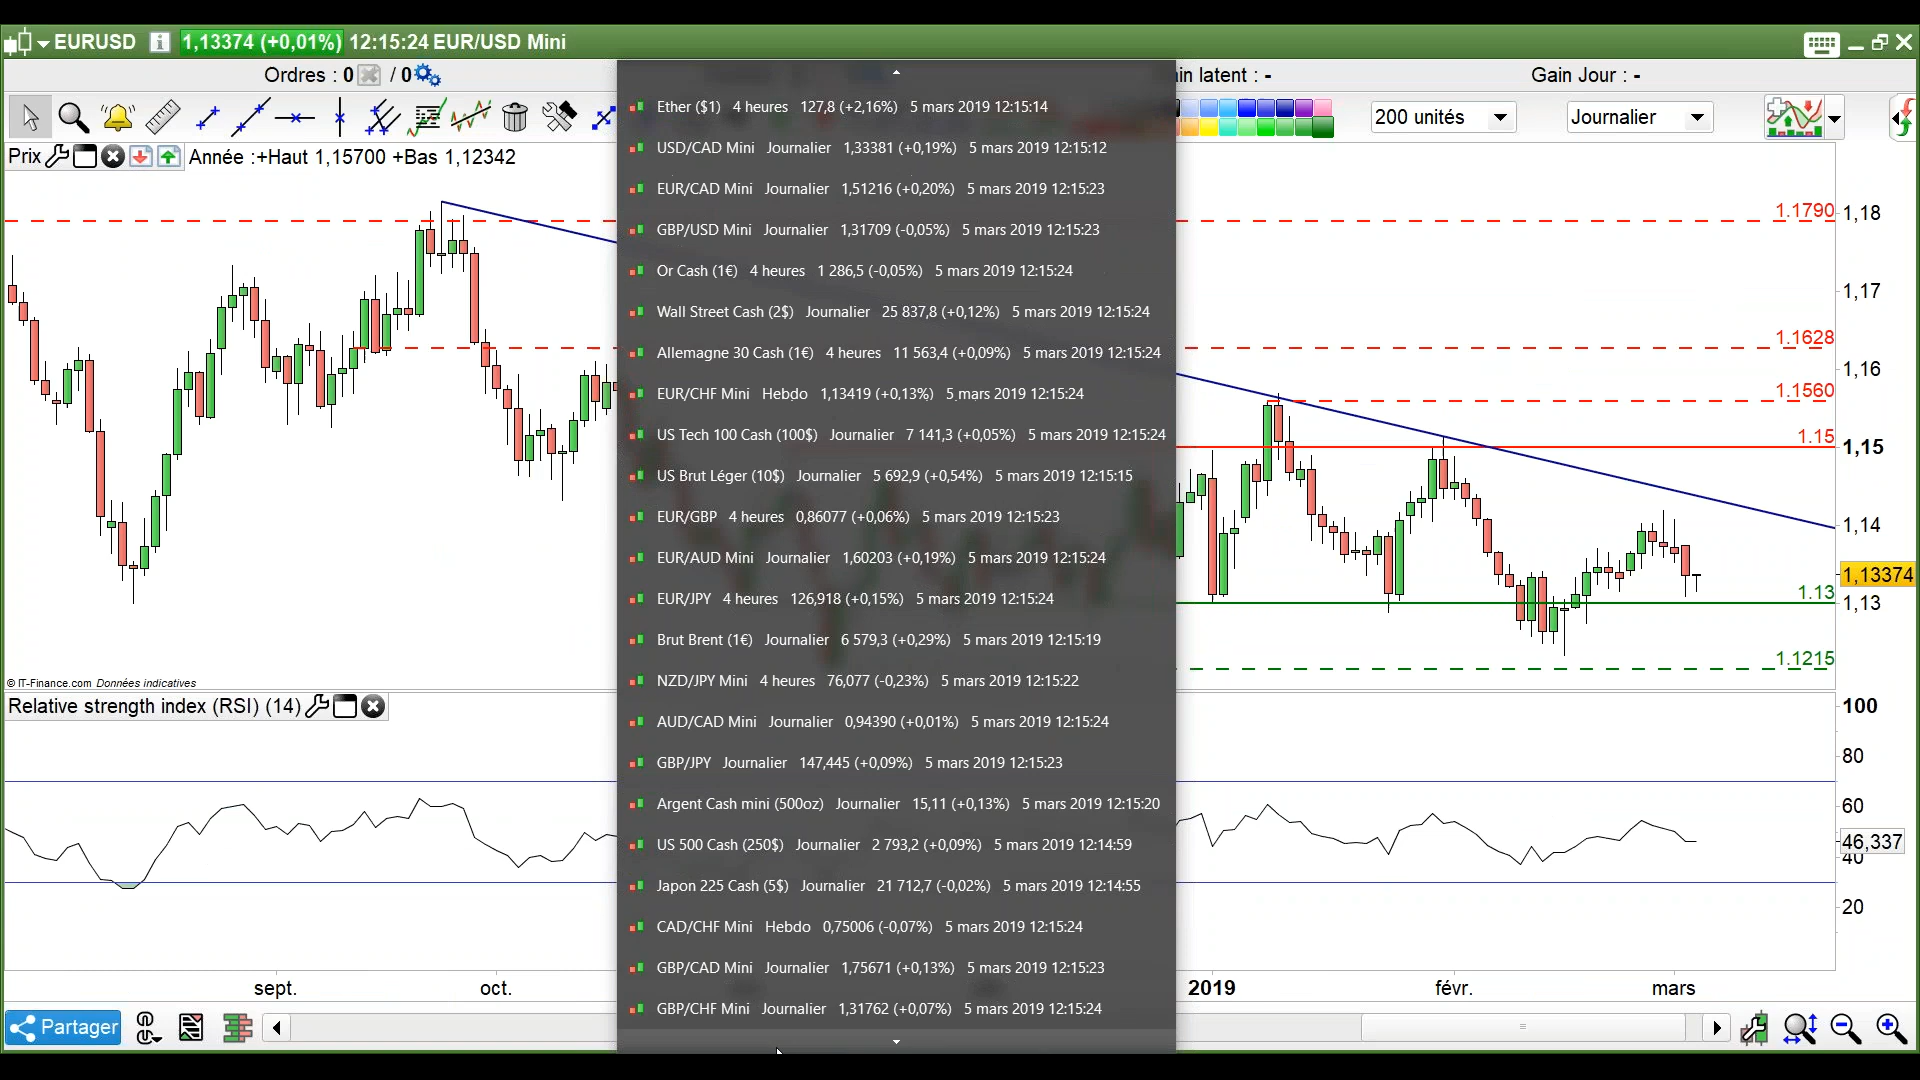 EURUSD i 1,13374 (+0,01%) 12:15:24 EUR/USD Mini
Ordres : 0 / 0
in latent : -
Gain Jour : -
200 unités
Journalier
Prix
Année :+Haut 1,15700 +Bas 1,12342
Ether ($1) 4 heures 127,8 (+2,16%) 5 mars 2019 12:15:14
USD/CAD Mini Journalier 1,33381 (+0,19%) 5 mars 2019 12:15:12
EUR/CAD Mini Journalier 1,51216 (+0,20%) 5 mars 2019 12:15:23
GBP/USD Mini Journalier 1,31709 (-0,05%) 5 mars 2019 12:15:23
Or Cash (1€) 4 heures 1 286,5 (-0,05%) 5 mars 2019 12:15:24
Wall Street Cash (2$) Journalier 25 837,8 (+0,12%) 5 mars 2019 12:15:24
Allemagne 30 Cash (1€) 4 heures 11 563,4 (+0,09%) 5 mars 2019 12:15:24
EUR/CHF Mini Hebdo 1,13419 (+0,13%) 5 mars 2019 12:15:24
US Tech 100 Cash (100$) Journalier 7 141,3 (+0,05%) 5 mars 2019 12:15:24
US Brut Léger (10$) Journalier 5 692,9 (+0,54%) 5 mars 2019 12:15:15
EUR/GBP 4 heures 0,86077 (+0,06%) 5 mars 2019 12:15:23
EUR/AUD Mini Journalier 1,60203 (+0,19%) 5 mars 2019 12:15:24
EUR/JPY 4 heures 126,918 (+0,15%) 5 mars 2019 12:15:24
Brut Brent (1€) Journalier 6 579,3 (+0,29%) 5 mars 2019 12:15:19
NZD/JPY Mini 4 heures 76,077 (-0,23%) 5 mars 2019 12:15:22
AUD/CAD Mini Journalier 0,94390 (+0,01%) 5 mars 2019 12:15:24
GBP/JPY Journalier 147,445 (+0,09%) 5 mars 2019 12:15:23
Argent Cash mini (500oz) Journalier 15,11 (+0,13%) 5 mars 2019 12:15:20
US 500 Cash (250$) Journalier 2 793,2 (+0,09%) 5 mars 2019 12:14:59
Japon 225 Cash (5$) Journalier 21 712,7 (-0,02%) 5 mars 2019 12:14:55
CAD/CHF Mini Hebdo 0,75006 (-0,07%) 5 mars 2019 12:15:24
GBP/CAD Mini Journalier 1,75671 (+0,13%) 5 mars 2019 12:15:23
GBP/CHF Mini Journalier 1,31762 (+0,07%) 5 mars 2019 12:15:24
1.1790
1,18
1,17
1.1628
1,16
1.1560
1.15
1,15
1,14
1,13374
1.13
1,13
1.1215
© IT-Finance.com Données indicatives
Relative strength index (RSI) (14)
100
80
60
46,337
40
20
sept.
oct.
2019
févr.
mars
Partager